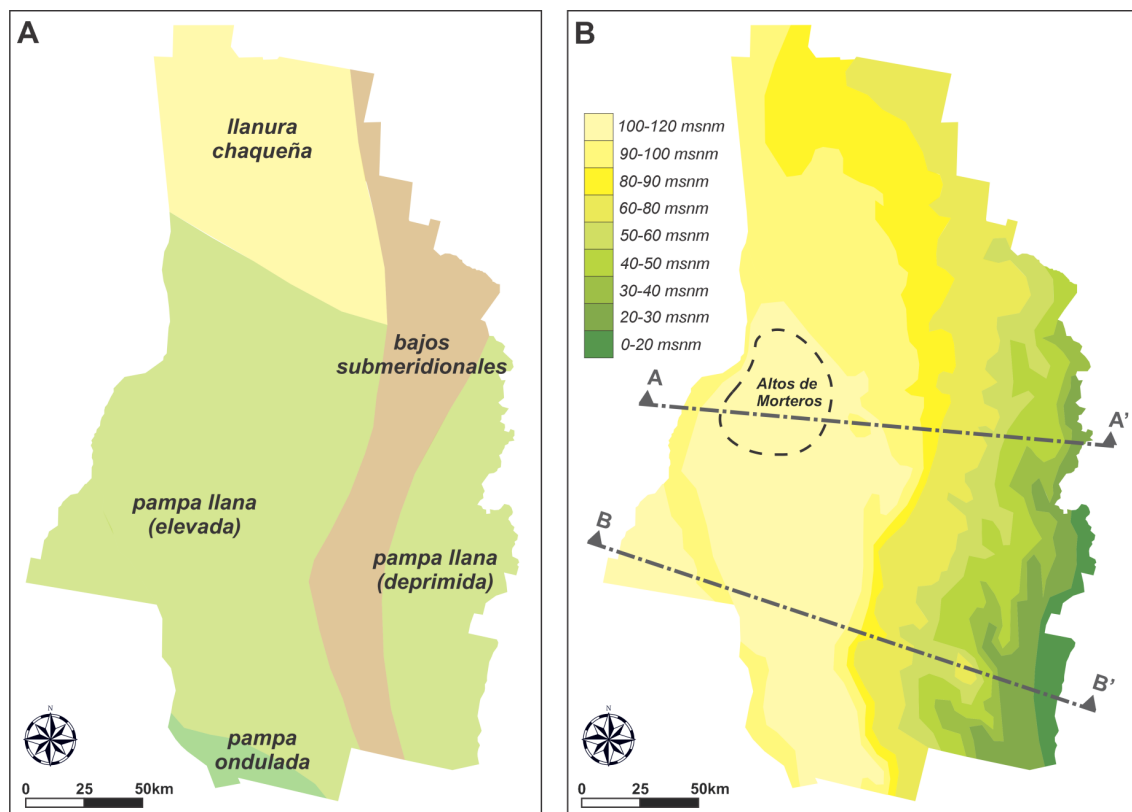 A
llanura
chaqueña
bajos
submeridionales
pampa llana
(elevada)
pampa llana
(deprimida)
pampa
ondulada
N
0 25 50km
B
100-120 msnm
90-100 msnm
80-90 msnm
60-80 msnm
50-60 msnm
40-50 msnm
30-40 msnm
20-30 msnm
0-20 msnm
Altos de
Morteros
A
A'
B
B'
N
0 25 50km